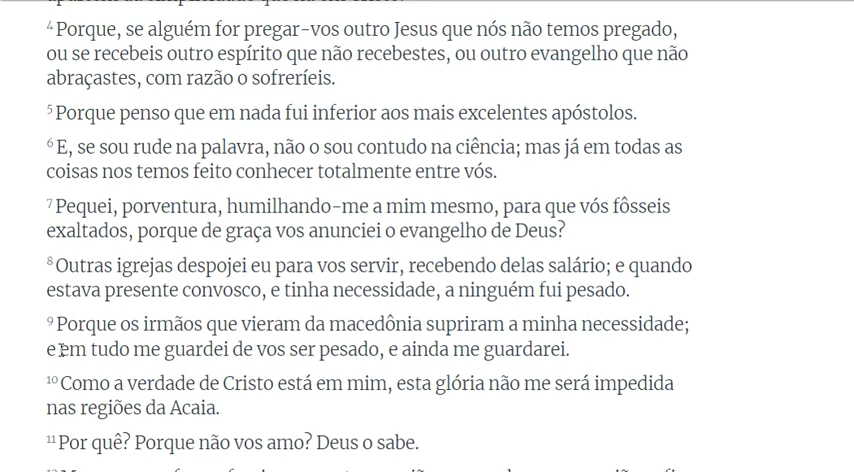 4 Porque, se alguém for pregar-vos outro Jesus que nós não temos pregado,
ou se recebeis outro espírito que não recebestes, ou outro evangelho que não
abraçastes, com razão o sofreríeis.
5 Porque penso que em nada fui inferior aos mais excelentes apóstolos.
6 E, se sou rude na palavra, não o sou contudo na ciência; mas já em todas as
coisas nos temos feito conhecer totalmente entre vós.
7 Pequei, porventura, humilhando-me a mim mesmo, para que vós fôsseis
exaltados, porque de graça vos anunciei o evangelho de Deus?
8 Outras igrejas despojei eu para vos servir, recebendo delas salário; e quando
estava presente convosco, e tinha necessidade, a ninguém fui pesado.
9 Porque os irmãos que vieram da macedônia supriram a minha necessidade;
e em tudo me guardei de vos ser pesado, e ainda me guardarei.
10 Como a verdade de Cristo está em mim, esta glória não me será impedida
nas regiões da Acaia.
11 Por quê? Porque não vos amo? Deus o sabe.